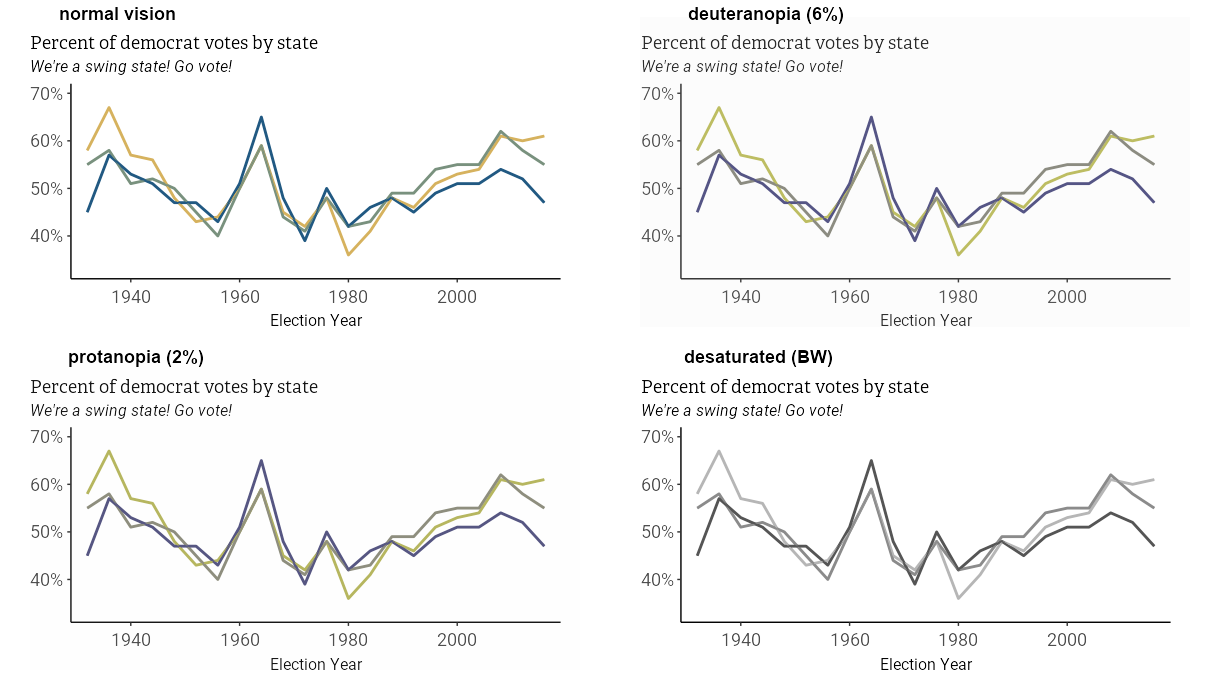 normal vision
Percent of democrat votes by state
We're a swing state! Go vote!
70%
60%
50%
40%
1940 1960 1980 2000
Election Year
deuteranopia (6%)
Percent of democrat votes by state
We're a swing state! Go vote!
70%
60%
50%
40%
1940 1960 1980 2000
Election Year
protanopia (2%)
Percent of democrat votes by state
We're a swing state! Go vote!
70%
60%
50%
40%
1940 1960 1980 2000
Election Year
desaturated (BW)
Percent of democrat votes by state
We're a swing state! Go vote!
70%
60%
50%
40%
1940 1960 1980 2000
Election Year